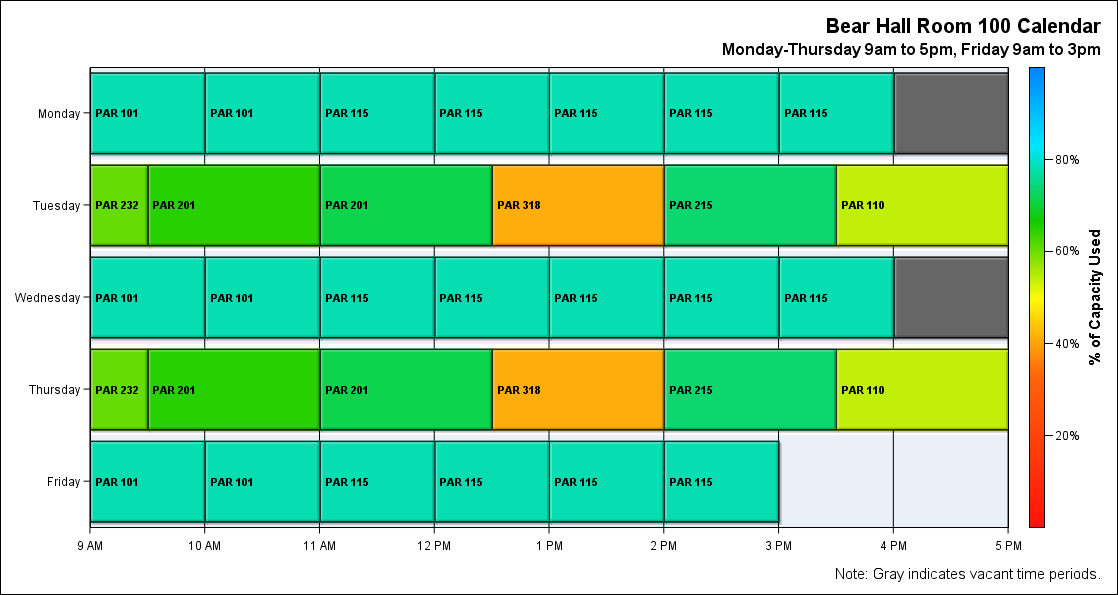 Bear Hall Room 100 Calendar
Monday-Thursday 9am to 5pm, Friday 9am to 3pm
Monday
PAR 101 PAR 101 PAR 115 PAR 115 PAR 115 PAR 115 PAR 115
Tuesday
PAR 232 PAR 201 PAR 201 PAR 318 PAR 215 PAR 110
Wednesday
PAR 101 PAR 101 PAR 115 PAR 115 PAR 115 PAR 115 PAR 115
Thursday
PAR 232 PAR 201 PAR 201 PAR 318 PAR 215 PAR 110
Friday
PAR 101 PAR 101 PAR 115 PAR 115 PAR 115 PAR 115
9 AM 10 AM 11 AM 12 PM 1 PM 2 PM 3 PM 4 PM 5 PM
80%
60%
40%
20%
% of Capacity Used
Note: Gray indicates vacant time periods.